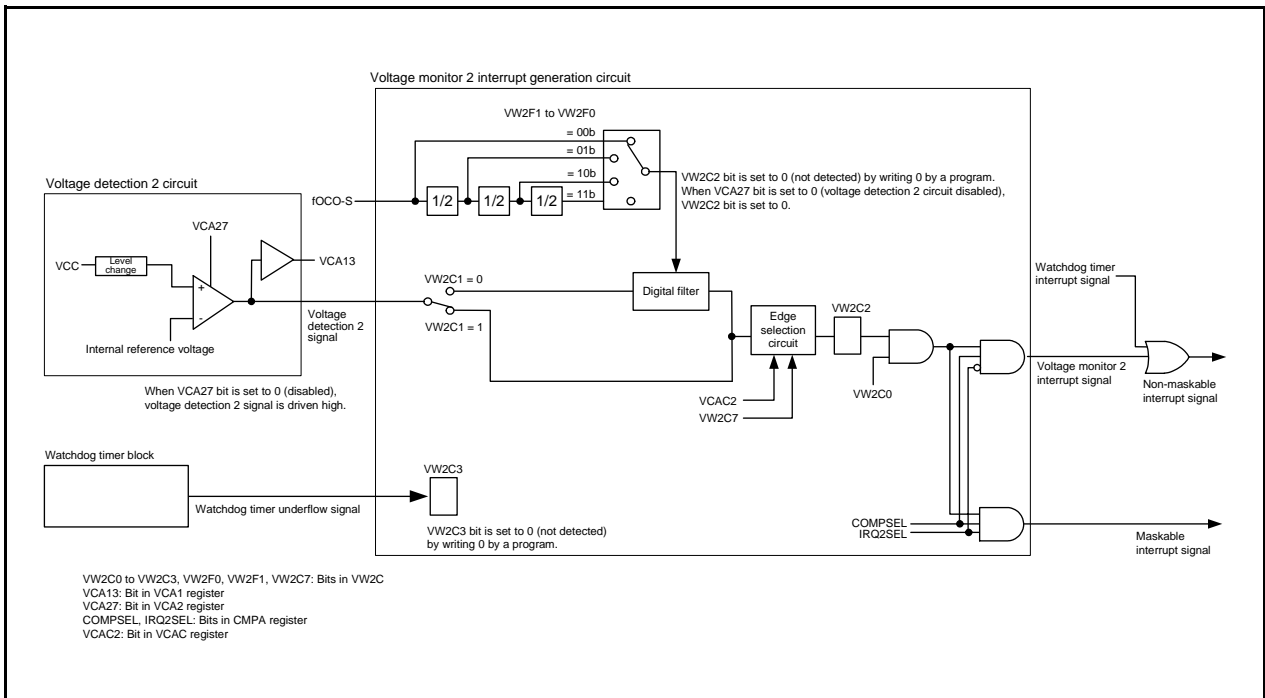 Voltage monitor 2 interrupt generation circuit
VW2F1 to VW2F0
= 00b
= 01b
= 10b
= 11b
fOCO-S
1/2
1/2
1/2
VW2C2 bit is set to 0 (not detected) by writing 0 by a program.
When VCA27 bit is set to 0 (voltage detection 2 circuit disabled),
VW2C2 bit is set to 0.
Voltage detection 2 circuit
VCA27
VCC
Level
change
+
-
VCA13
Internal reference voltage
Voltage
detection 2
signal
When VCA27 bit is set to 0 (disabled),
voltage detection 2 signal is driven high.
VW2C1 = 0
VW2C1 = 1
Digital filter
Edge
selection
circuit
VW2C2
VCAC2
VW2C7
VW2C0
Watchdog timer
interrupt signal
Voltage monitor 2
interrupt signal
Non-maskable
interrupt signal
Watchdog timer block
Watchdog timer underflow signal
VW2C3
VW2C3 bit is set to 0 (not detected)
by writing 0 by a program.
COMPSEL
IRQ2SEL
Maskable
interrupt signal
VW2C0 to VW2C3, VW2F0, VW2F1, VW2C7: Bits in VW2C
VCA13: Bit in VCA1 register
VCA27: Bit in VCA2 register
COMPSEL, IRQ2SEL: Bits in CMPA register
VCAC2: Bit in VCAC register